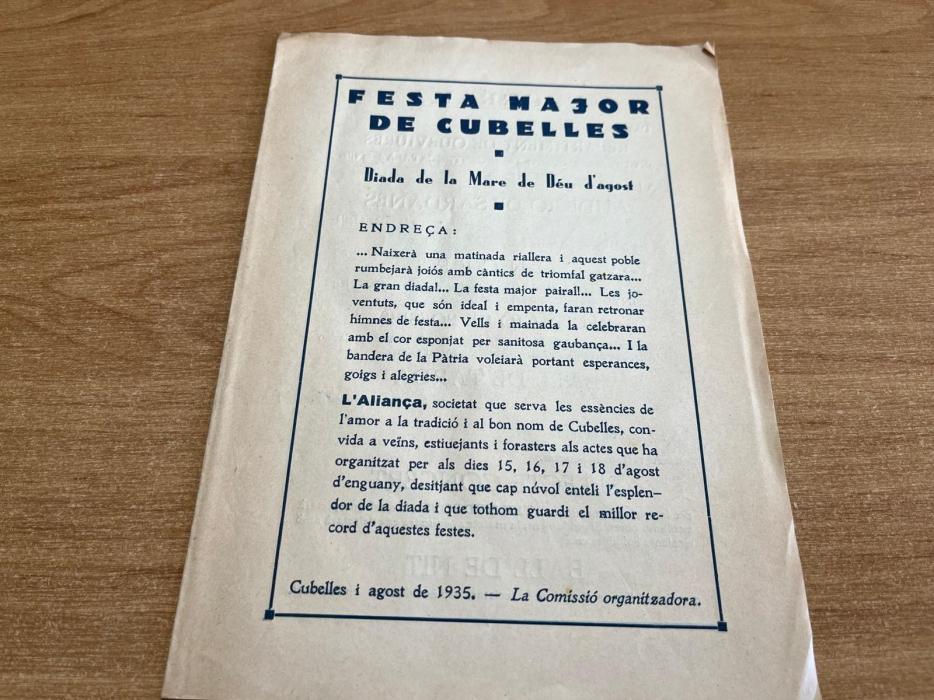 FESTA MAJOR
DE CUBELLES
Diada de la Mare de Déu d'agost
ENDREÇA:
... Naixerà una matinada riallera i aquest poble
rumbejarà joiós amb càntics de triomfal gatzara...
La gran diada!... La festa major pairal!... Les jo-
ventuts, que són ideal i empenta, faran retronar
himnes de festa... Vells i mainada la celebraran
amb el cor esponjat per sanitosa gaubança... I la
bandera de la Pàtria voleiarà portant esperances,
goigs i alegries...
L'Aliança, societat que serva les essències de
l'amor a la tradició i al bon nom de Cubelles, con-
vida a veïns, estiuejants i forasters als actes que ha
organitzat per als dies 15, 16, 17 i 18 d'agost
d'enguany, desitjant que cap núvol enteli l'esplen-
dor de la diada i que tothom guardi el millor re-
cord d'aquestes festes.
Cubelles i agost de 1935. — La Comissió organitzadora.